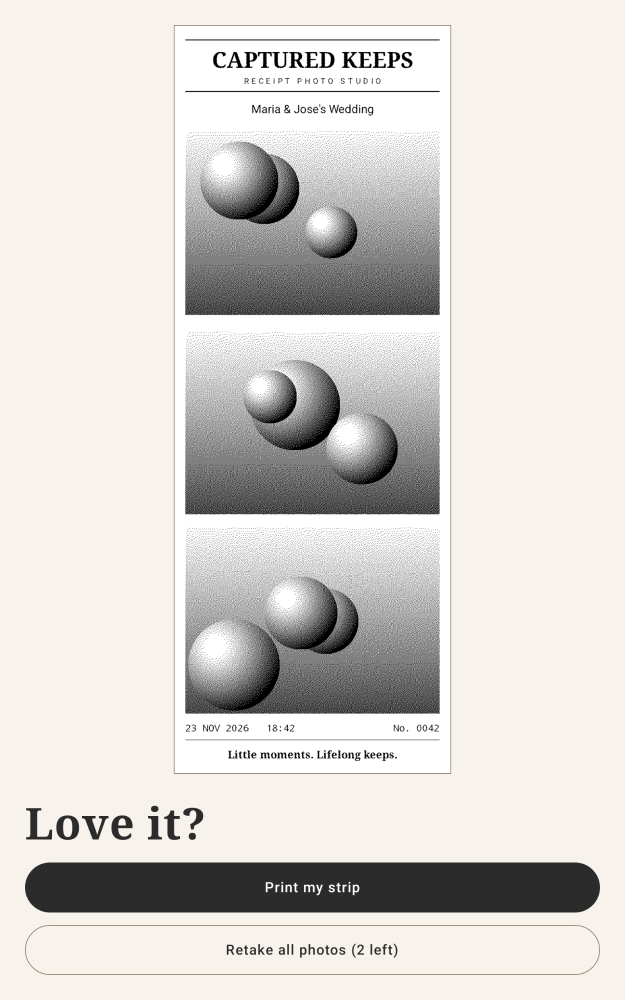 CAPTURED KEEPS
RECEIPT PHOTO STUDIO
Maria & Jose's Wedding
23 NOV 2026 18:42 No. 0042
Little moments. Lifelong keeps.
Love it?
Print my strip
Retake all photos (2 left)